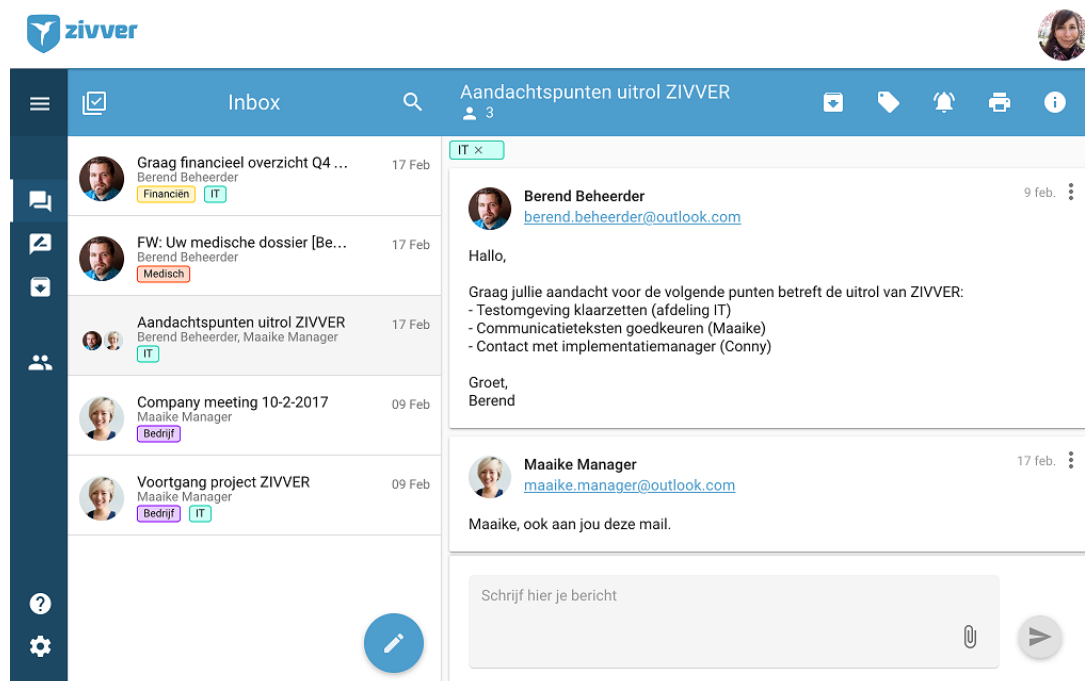 zivver
Inbox
Graag financieel overzicht Q4 ...
17 Feb
Berend Beheerder
Financiën
IT
FW: Uw medische dossier [Be...
17 Feb
Berend Beheerder
Medisch
Aandachtspunten uitrol ZIVVER
17 Feb
Berend Beheerder, Maaike Manager
IT
Company meeting 10-2-2017
09 Feb
Maaike Manager
Bedrijf
Voortgang project ZIVVER
09 Feb
Maaike Manager
Bedrijf
IT
Aandachtspunten uitrol ZIVVER
3
IT ×
Berend Beheerder
9 feb.
berend.beheerder@outlook.com
Hallo,
Graag jullie aandacht voor de volgende punten betreft de uitrol van ZIVVER:
- Testomgeving klaarzetten (afdeling IT)
- Communicatieteksten goedkeuren (Maaike)
- Contact met implementatiemanager (Conny)
Groet,
Berend
Maaike Manager
17 feb.
maaike.manager@outlook.com
Maaike, ook aan jou deze mail.
Schrijf hier je bericht